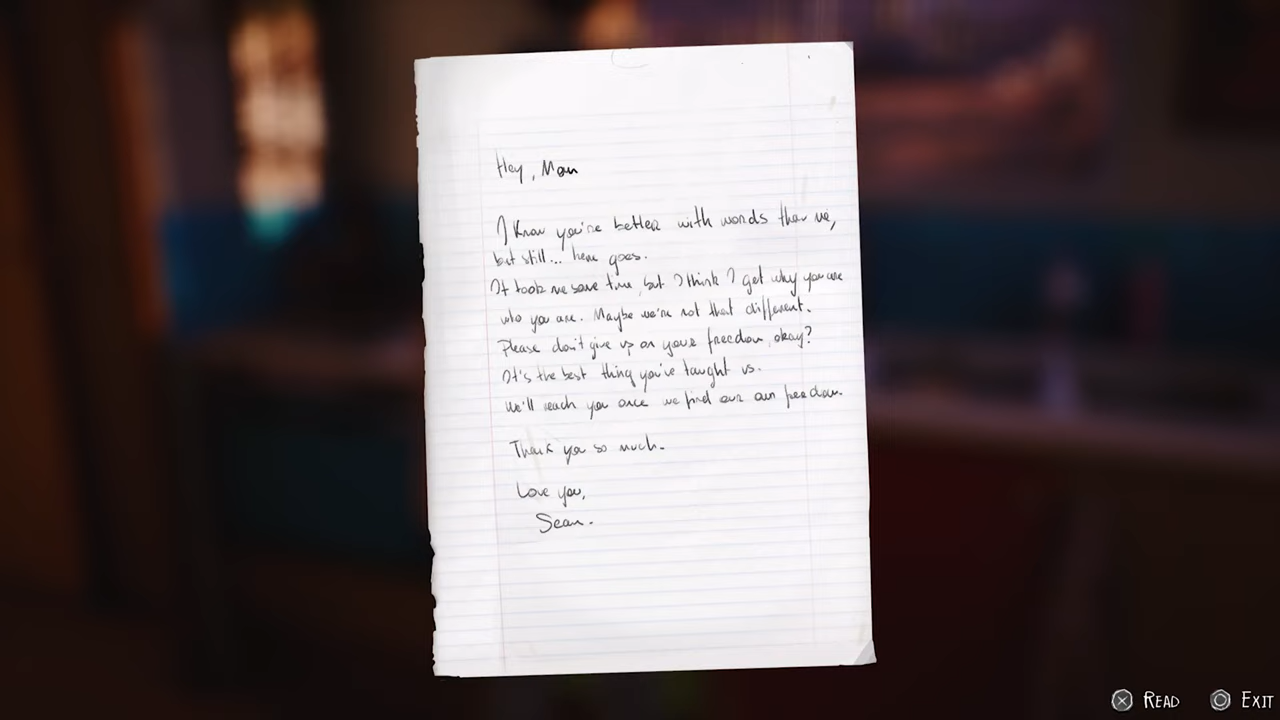 Hey, Mom
I know you're better with words than me,
but still... here goes.
It took me some time, but I think I get why you are
who you are. Maybe we're not that different.
Please don't give up on your freedom, okay?
It's the best thing you've taught us.
We'll reach you once we find our own freedom.
Thank you so much.
Love you,
Sean.
READ EXIT